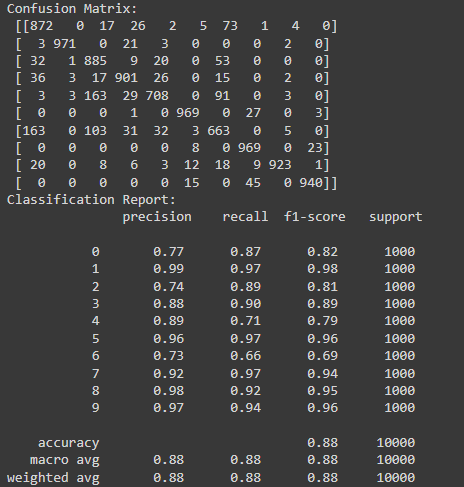 Confusion Matrix:
[[872 0 17 26 2 5 73 1 4 0]
[ 3 971 0 21 3 0 0 0 2 0]
[ 32 1 885 9 20 0 53 0 0 0]
[ 36 3 17 901 26 0 15 0 2 0]
[ 3 3 163 29 708 0 91 0 3 0]
[ 0 0 0 1 0 969 0 27 0 3]
[163 0 103 31 32 3 663 0 5 0]
[ 0 0 0 0 0 8 0 969 0 23]
[ 20 0 8 6 3 12 18 9 923 1]
[ 0 0 0 0 0 15 0 45 0 940]]
Classification Report:
precision recall f1-score support
0 0.77 0.87 0.82 1000
1 0.99 0.97 0.98 1000
2 0.74 0.89 0.81 1000
3 0.88 0.90 0.89 1000
4 0.89 0.71 0.79 1000
5 0.96 0.97 0.96 1000
6 0.73 0.66 0.69 1000
7 0.92 0.97 0.94 1000
8 0.98 0.92 0.95 1000
9 0.97 0.94 0.96 1000
accuracy 0.88 10000
macro avg 0.88 0.88 0.88 10000
weighted avg 0.88 0.88 0.88 10000